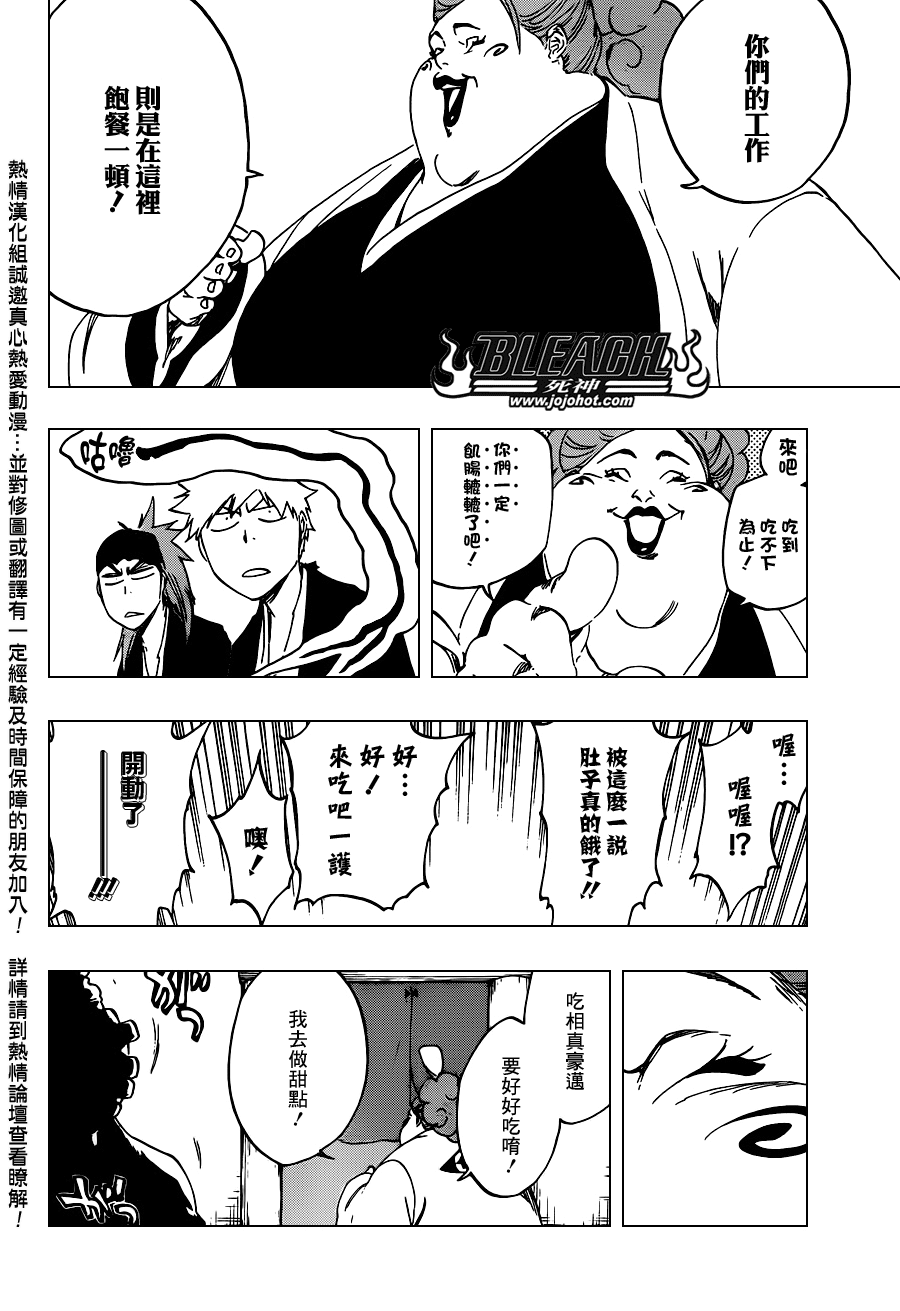 你們的工作
則是在這裡
飽餐一頓！
BLEACH
死神
www.jojohot.com
來吧
吃到
吃不下
為止！
你們一定
飢腸轆轆了吧！
咕嚕
喔…
喔喔!?
被這麼一說
肚子真的餓了!!
好…
好！
來吃吧一護
噢！
開動了
——!!!
吃相真豪邁
要好好吃唷！
我去做甜點！
熱情漢化組誠邀真心熱愛動漫…並對修圖或翻譯有一定經驗及時間保障的朋友加入！ 詳情請到熱情論壇查看瞭解！